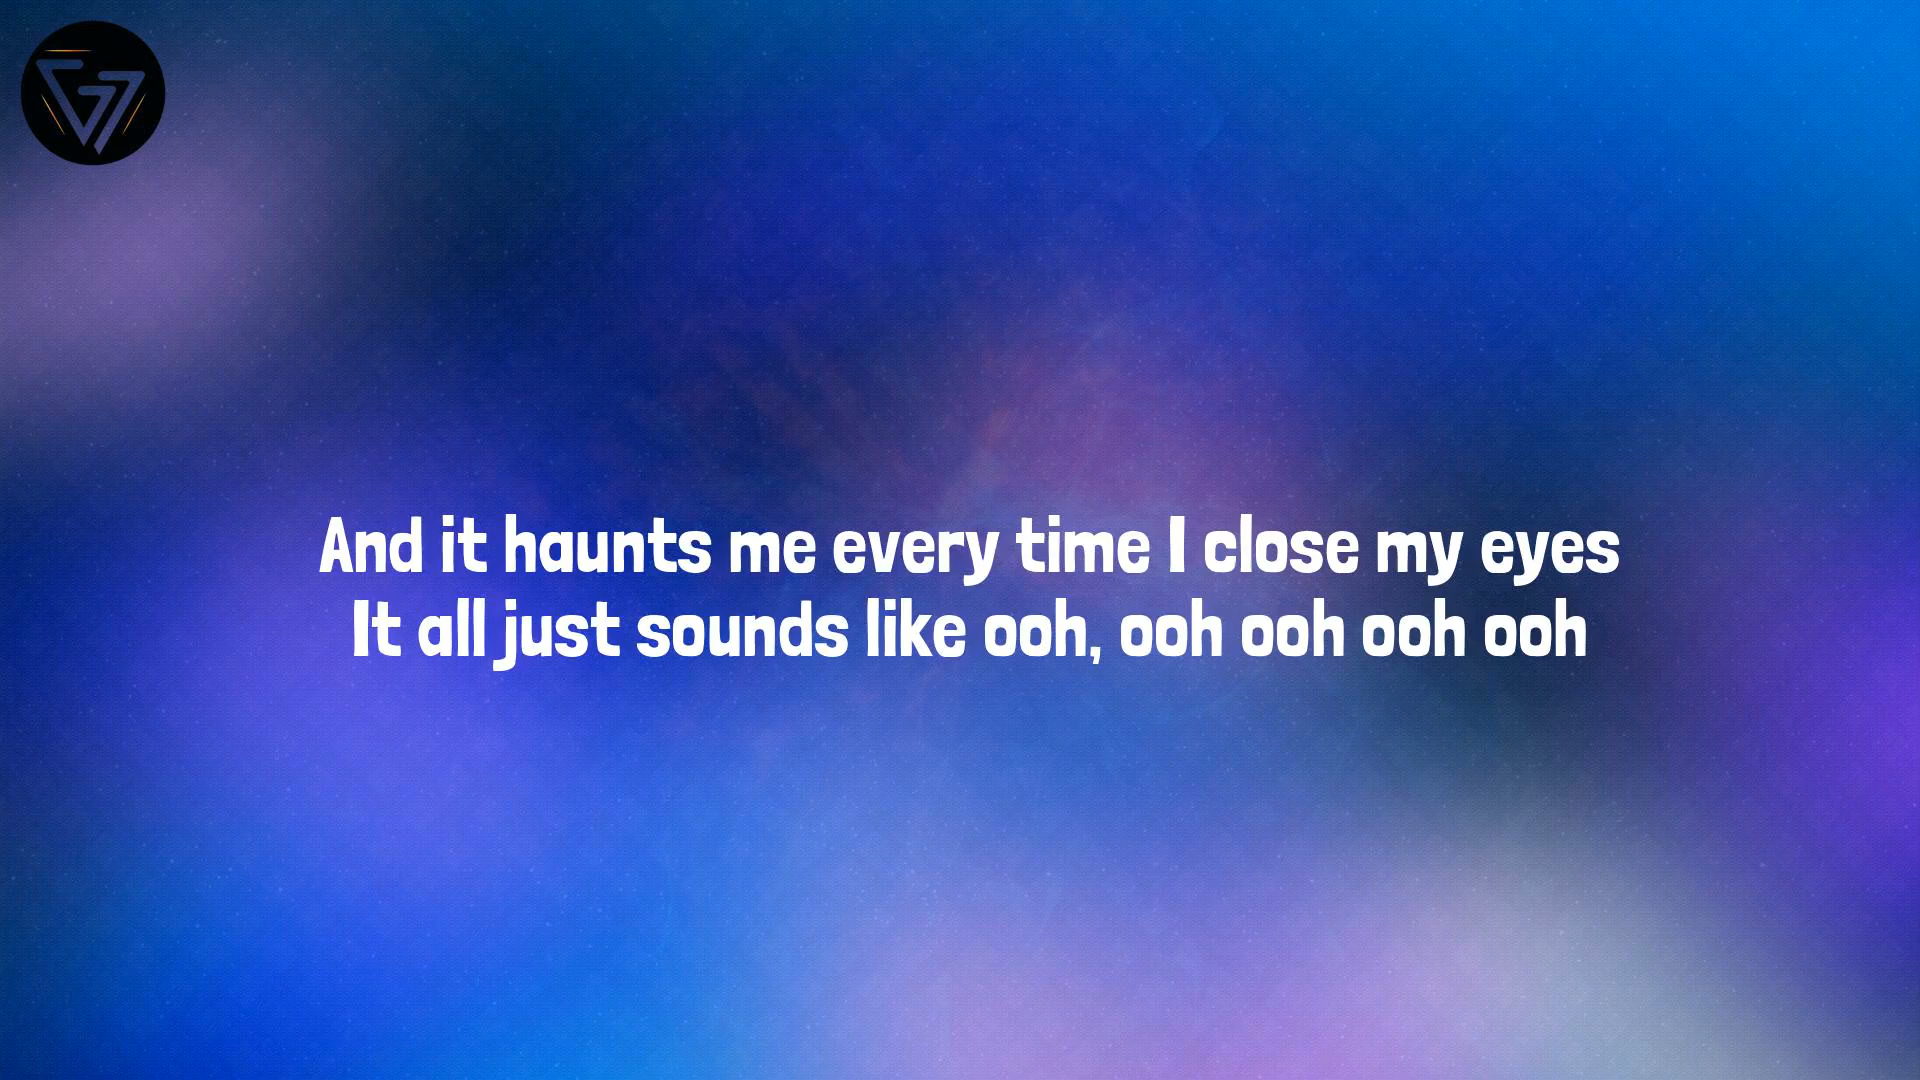 And it haunts me every time I close my eyes
It all just sounds like ooh, ooh ooh ooh ooh